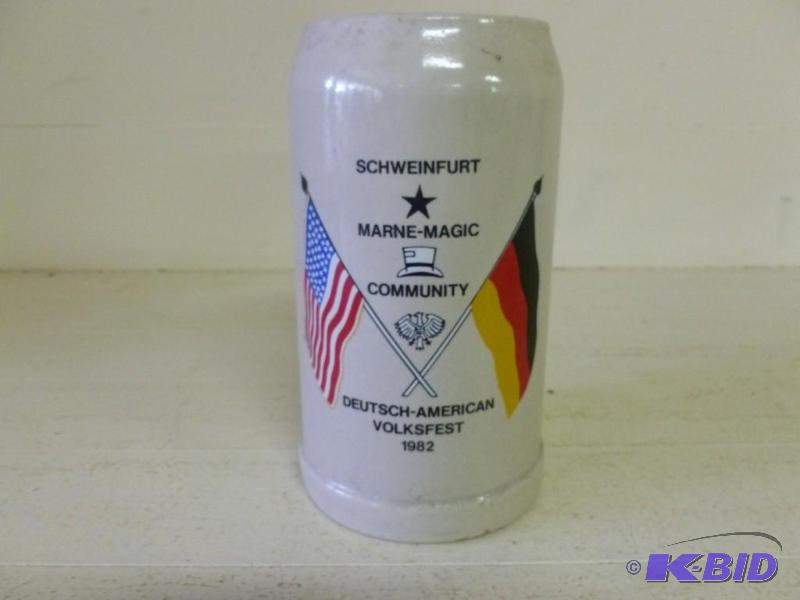 SCHWEINFURT
MARNE-MAGIC
COMMUNITY
DEUTSCH-AMERICAN
VOLKSFEST
1982
© K-BID